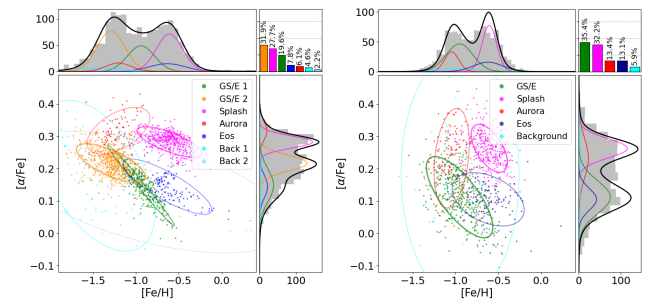 100
50
0
31.9%
27.7%
19.6%
7.8%
6.1%
4.6%
2.2%
[α/Fe]
0.4
0.3
0.2
0.1
0.0
−0.1
GS/E 1
GS/E 2
Splash
Aurora
Eos
Back 1
Back 2
−1.5
−1.0
−0.5
0.0
[Fe/H]
0
100
100
50
0
35.4%
32.2%
13.4%
13.1%
5.9%
[α/Fe]
0.4
0.3
0.2
0.1
0.0
−0.1
GS/E
Splash
Aurora
Eos
Background
−1.5
−1.0
−0.5
0.0
[Fe/H]
0
100